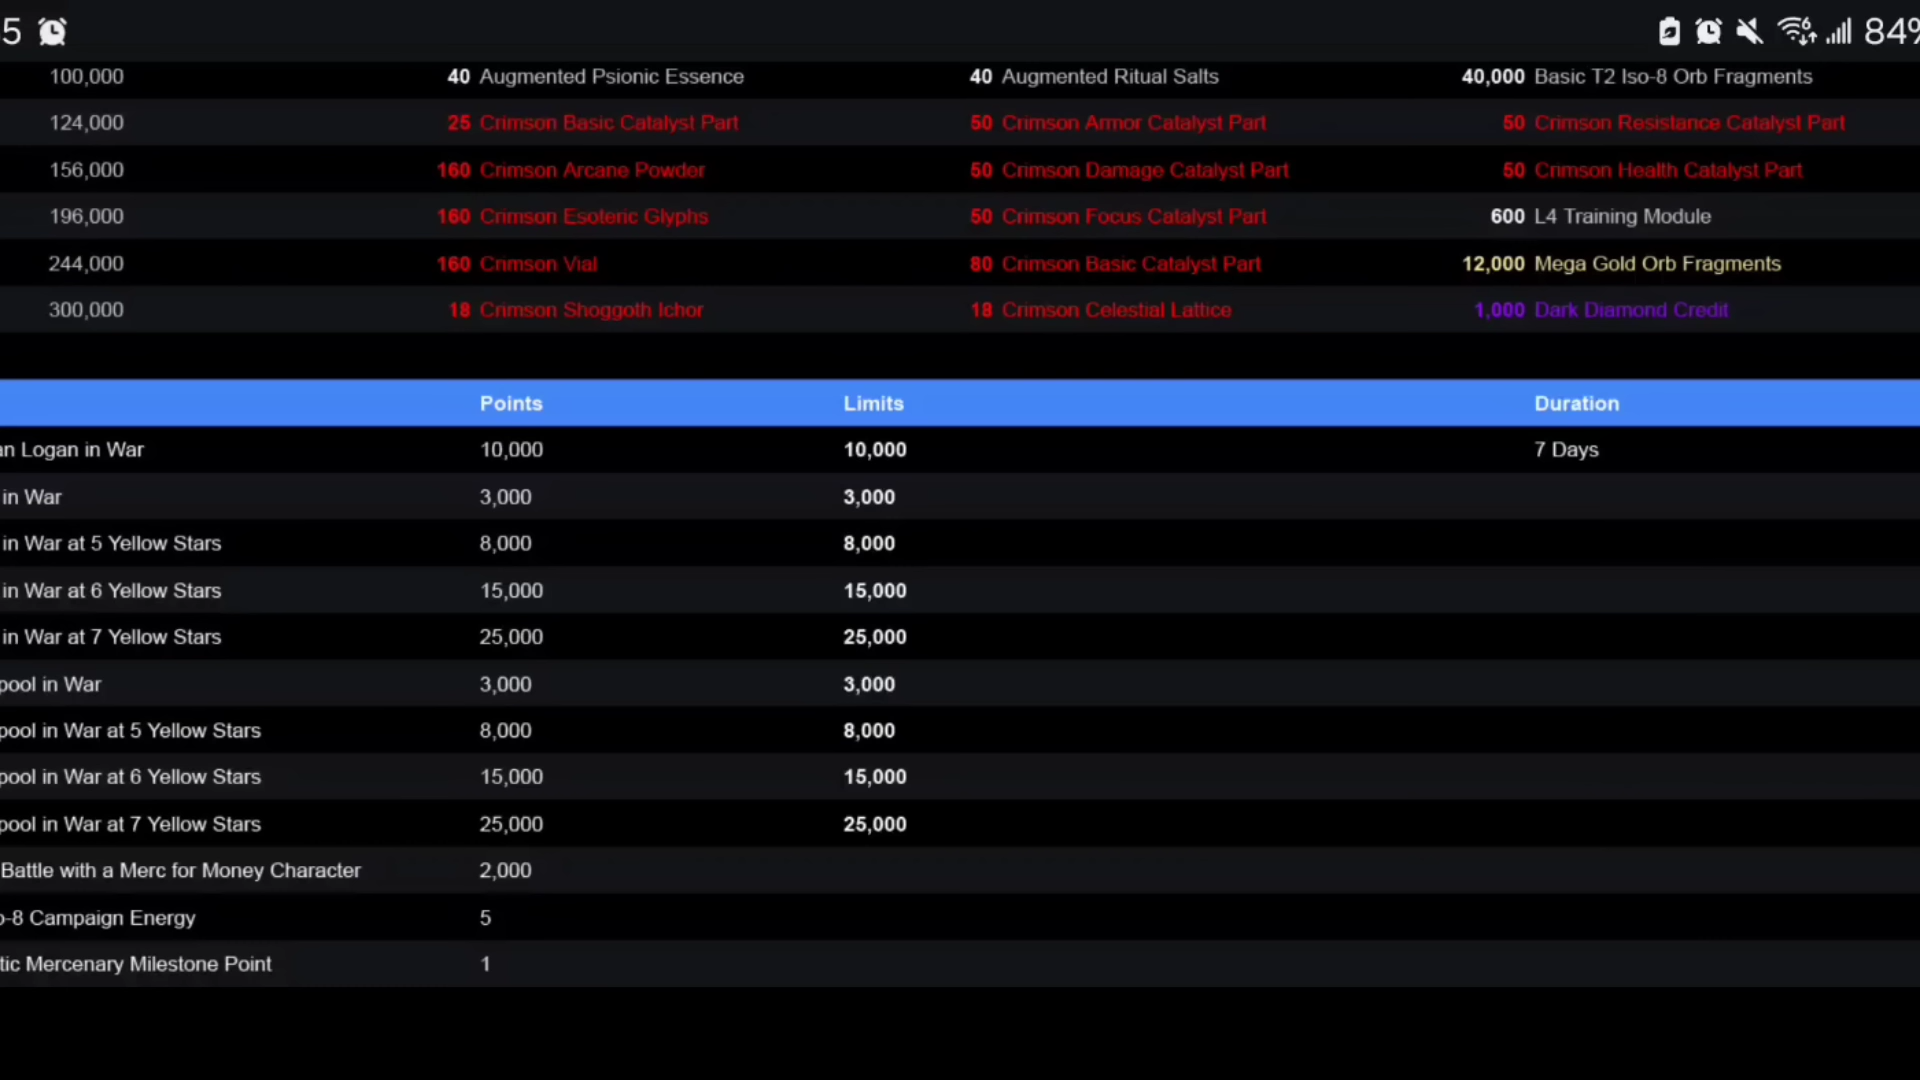 5 84%
100,000 40 Augmented Psionic Essence 40 Augmented Ritual Salts 40,000 Basic T2 Iso-8 Orb Fragments
124,000 25 Crimson Basic Catalyst Part 50 Crimson Armor Catalyst Part 50 Crimson Resistance Catalyst Part
156,000 160 Crimson Arcane Powder 50 Crimson Damage Catalyst Part 50 Crimson Health Catalyst Part
196,000 160 Crimson Esoteric Glyphs 50 Crimson Focus Catalyst Part 600 L4 Training Module
244,000 160 Crimson Vial 80 Crimson Basic Catalyst Part 12,000 Mega Gold Orb Fragments
300,000 18 Crimson Shoggoth Ichor 18 Crimson Celestial Lattice 1,000 Dark Diamond Credit
Points Limits Duration
an Logan in War 10,000 10,000 7 Days
in War 3,000 3,000
in War at 5 Yellow Stars 8,000 8,000
in War at 6 Yellow Stars 15,000 15,000
in War at 7 Yellow Stars 25,000 25,000
pool in War 3,000 3,000
pool in War at 5 Yellow Stars 8,000 8,000
pool in War at 6 Yellow Stars 15,000 15,000
pool in War at 7 Yellow Stars 25,000 25,000
Battle with a Merc for Money Character 2,000
o-8 Campaign Energy 5
tic Mercenary Milestone Point 1